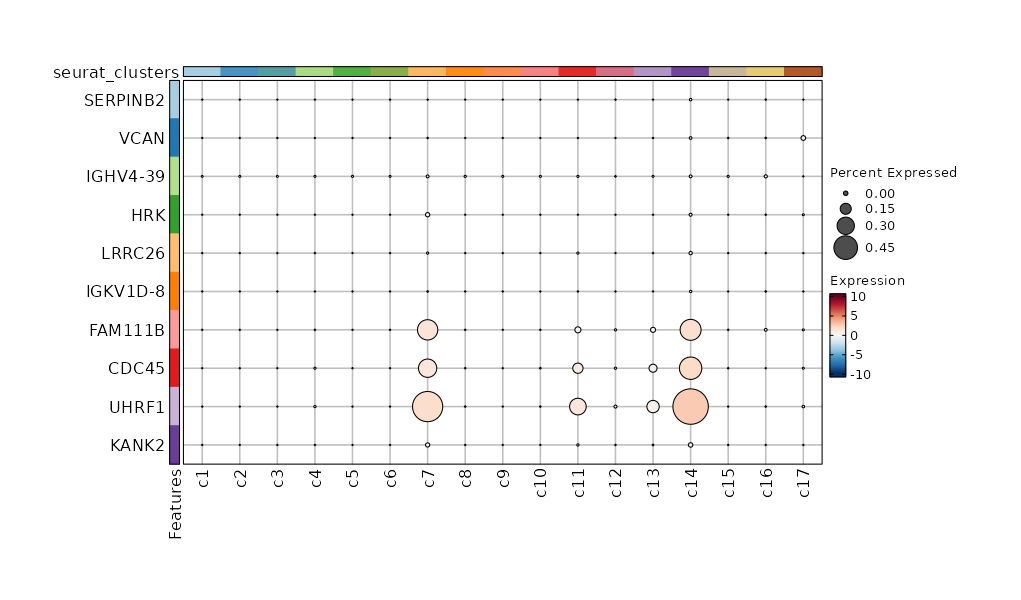 seurat_clusters
SERPINB2
VCAN
IGHV4-39
HRK
LRRC26
IGKV1D-8
FAM111B
CDC45
UHRF1
KANK2
Features
c1
c2
c3
c4
c5
c6
c7
c8
c9
c10
c11
c12
c13
c14
c15
c16
c17
Percent Expressed
0.00
0.15
0.30
0.45
Expression
10
5
0
-5
-10